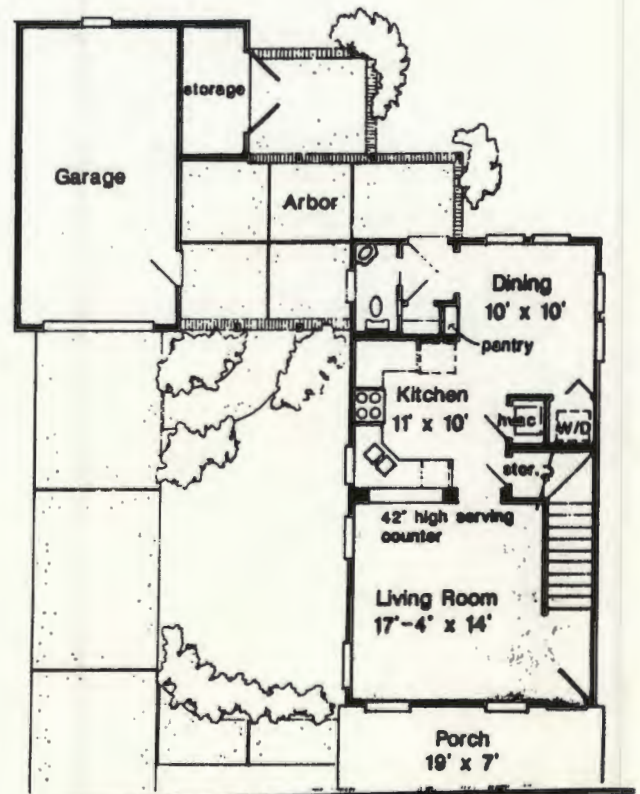 storage
Garage
Arbor
Dining
10' x 10'
pantry
Kitchen
11' x 10'
hvac
W/D
stor.
42" high serving
counter
Living Room
17'-4" x 14'
Porch
19' x 7'